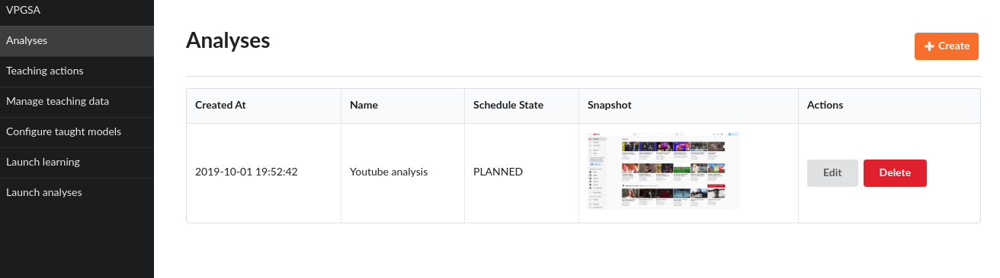 VPGSA
Analyses
Teaching actions
Manage teaching data
Configure taught models
Launch learning
Launch analyses
Analyses
Create
Created At Name Schedule State Snapshot Actions
2019-10-01 19:52:42 Youtube analysis PLANNED Edit Delete